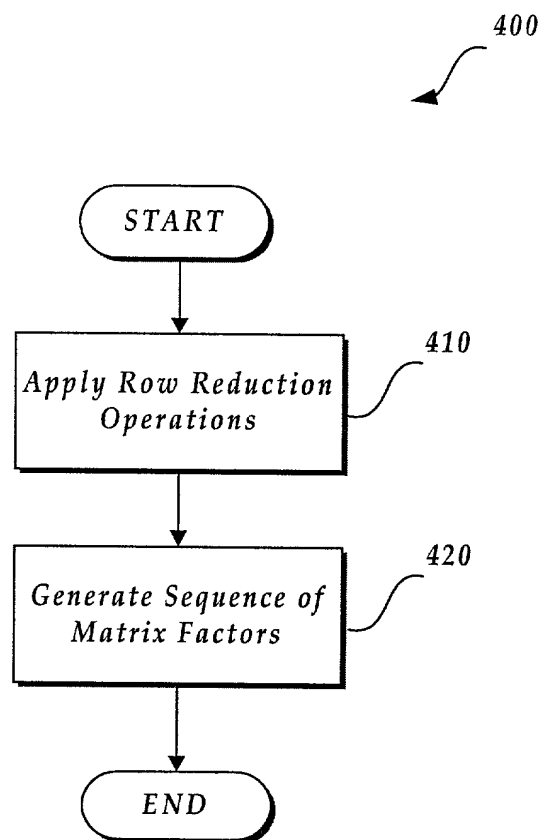 400
START
410
Apply Row Reduction
Operations
420
Generate Sequence of
Matrix Factors
END